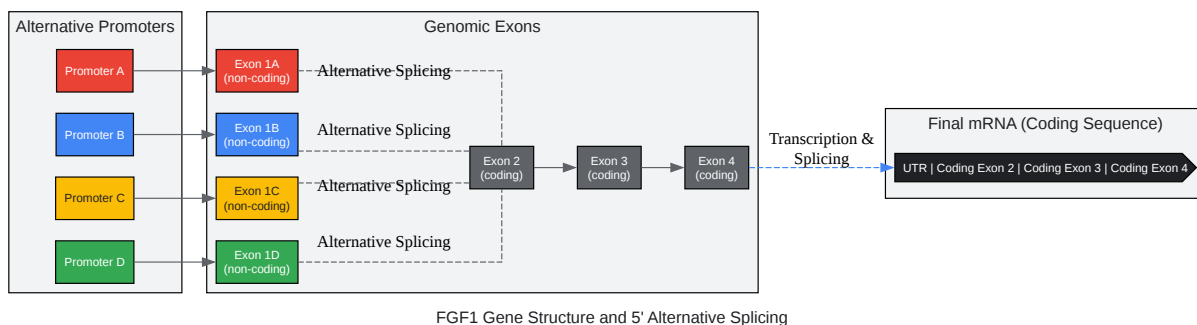 Alternative Promoters
Genomic Exons
Promoter A
Exon 1A
(non-coding)
Alternative Splicing
Promoter B
Exon 1B
(non-coding)
Alternative Splicing
Promoter C
Exon 1C
(non-coding)
Alternative Splicing
Promoter D
Exon 1D
(non-coding)
Alternative Splicing
Exon 2
(coding)
Exon 3
(coding)
Exon 4
(coding)
Transcription &
Splicing
Final mRNA (Coding Sequence)
UTR | Coding Exon 2 | Coding Exon 3 | Coding Exon 4
FGF1 Gene Structure and 5' Alternative Splicing